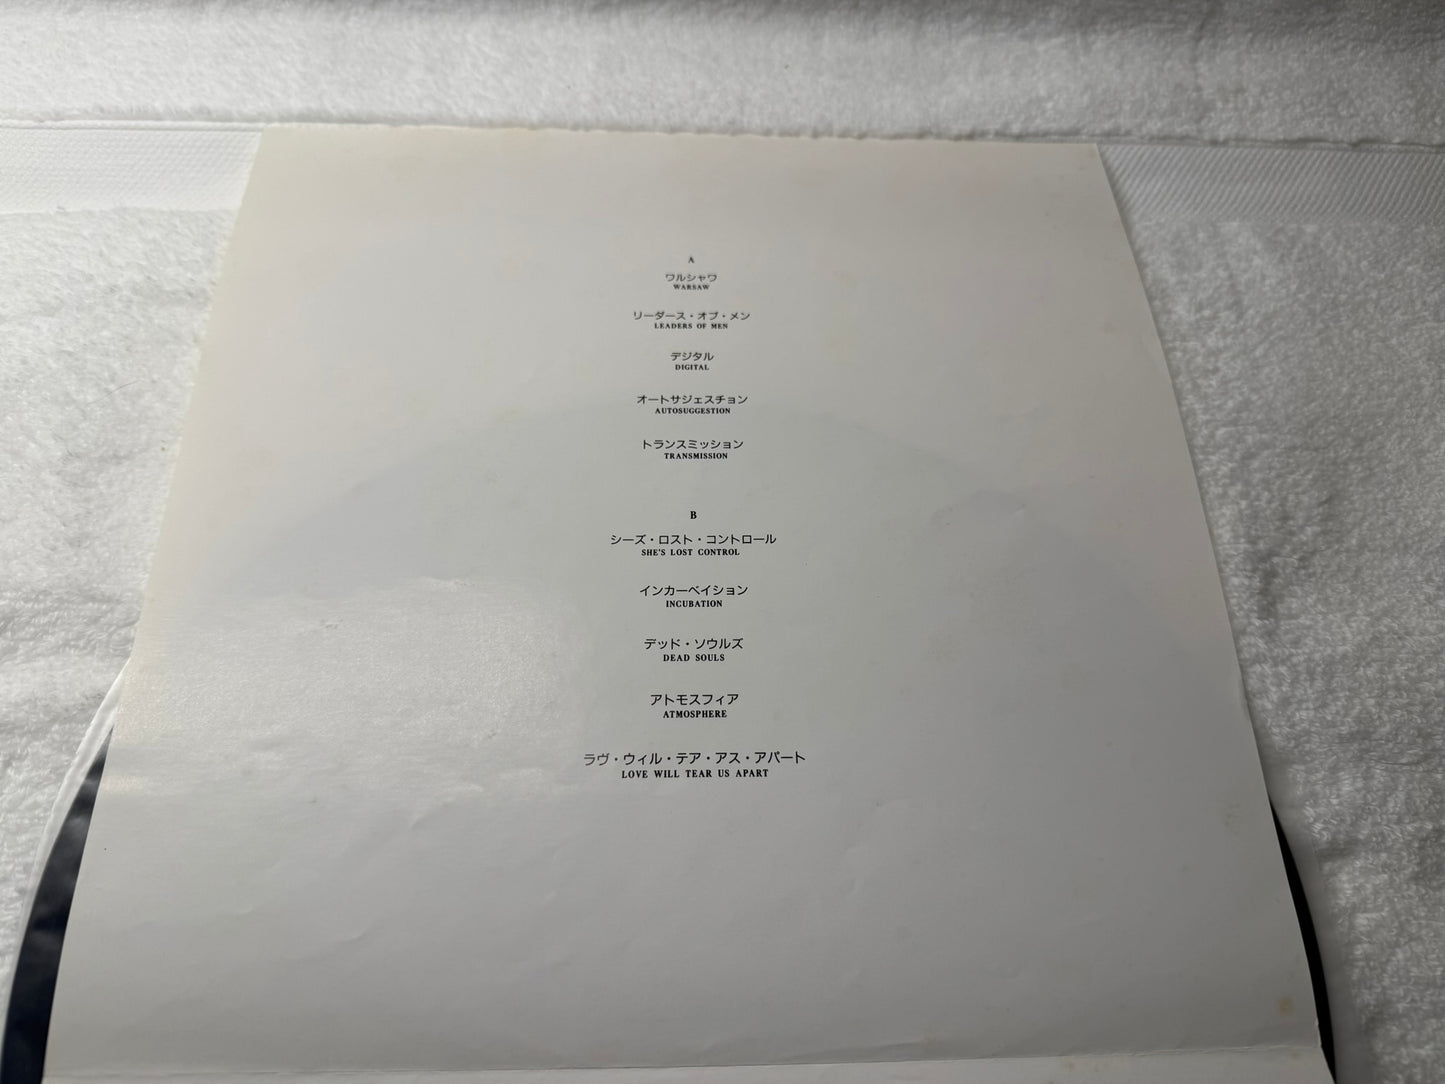 A
ワルシャワ
WARSAW
リーダース・オブ・メン
LEADERS OF MEN
デジタル
DIGITAL
オートサジェスチョン
AUTOSUGGESTION
トランスミッション
TRANSMISSION
B
シーズ・ロスト・コントロール
SHE'S LOST CONTROL
インカーベイション
INCUBATION
デッド・ソウルズ
DEAD SOULS
アトモスフィア
ATMOSPHERE
ラヴ・ウィル・テア・アス・アパート
LOVE WILL TEAR US APART